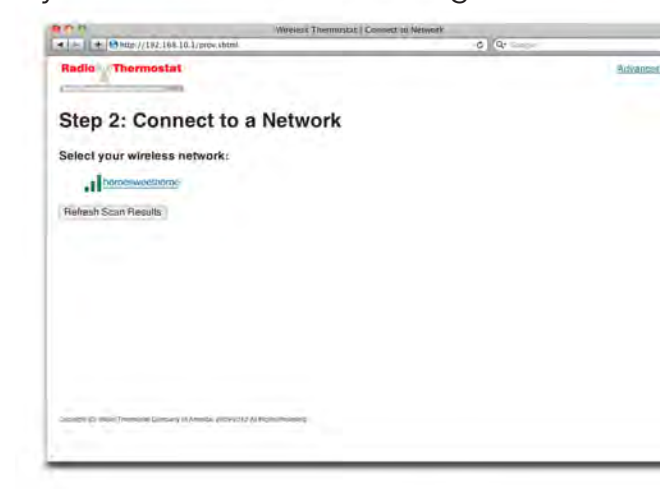 Wireless Thermostat | Connect to Network
http://192.168.10.1/prov.shtml
Radio Thermostat
Advanced
Step 2: Connect to a Network
Select your wireless network:
homesweethome
Refresh Scan Results